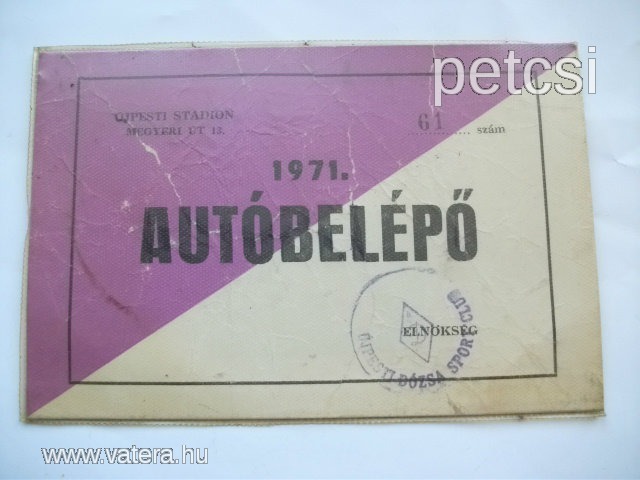 petcsi
ÚJPESTI STADION
MEGYERI ÚT 13.
61 szám
1971.
AUTÓBELÉPŐ
ELNÖKSÉG
ÚJPESTI DÓZSA SPORT CLUB
www.vatera.hu